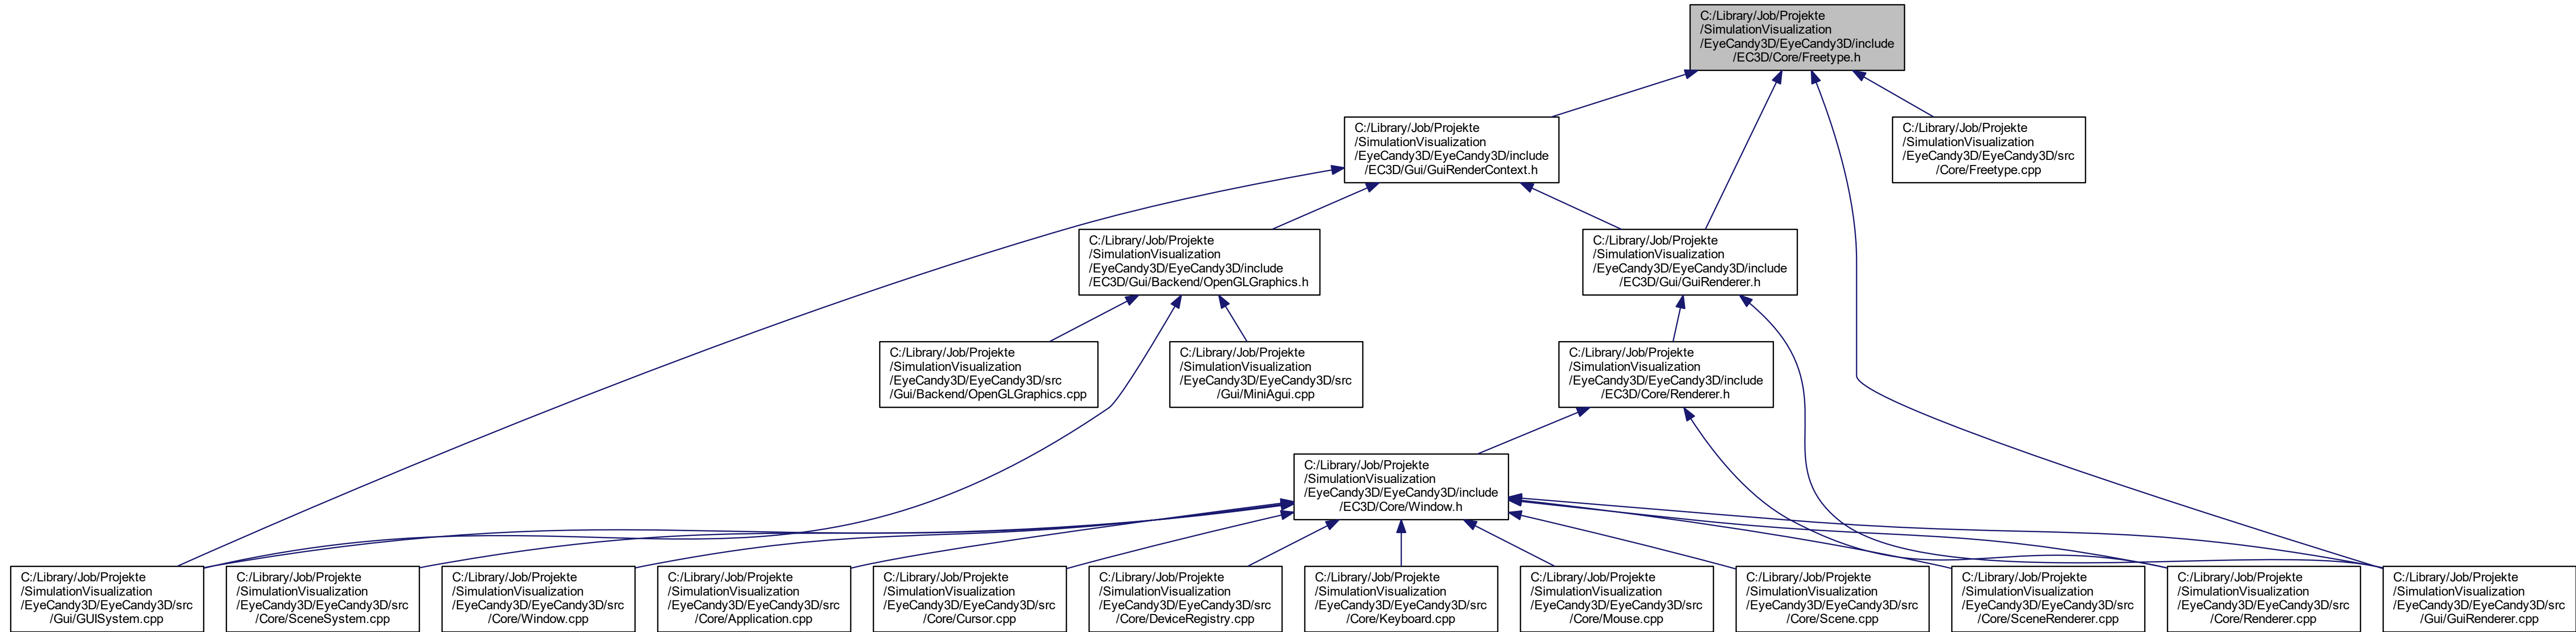 C:/Library/Job/Projekte
/SimulationVisualization
/EyeCandy3D/EyeCandy3D/include
/EC3D/Core/Freetype.h
C:/Library/Job/Projekte
/SimulationVisualization
/EyeCandy3D/EyeCandy3D/include
/EC3D/Gui/GuiRenderContext.h
C:/Library/Job/Projekte
/SimulationVisualization
/EyeCandy3D/EyeCandy3D/src
/Core/Freetype.cpp
C:/Library/Job/Projekte
/SimulationVisualization
/EyeCandy3D/EyeCandy3D/include
/EC3D/Gui/Backend/OpenGLGraphics.h
C:/Library/Job/Projekte
/SimulationVisualization
/EyeCandy3D/EyeCandy3D/include
/EC3D/Gui/GuiRenderer.h
C:/Library/Job/Projekte
/SimulationVisualization
/EyeCandy3D/EyeCandy3D/src
/Gui/Backend/OpenGLGraphics.cpp
C:/Library/Job/Projekte
/SimulationVisualization
/EyeCandy3D/EyeCandy3D/src
/Gui/MiniAgui.cpp
C:/Library/Job/Projekte
/SimulationVisualization
/EyeCandy3D/EyeCandy3D/include
/EC3D/Core/Renderer.h
C:/Library/Job/Projekte
/SimulationVisualization
/EyeCandy3D/EyeCandy3D/include
/EC3D/Core/Window.h
C:/Library/Job/Projekte
/SimulationVisualization
/EyeCandy3D/EyeCandy3D/src
/Gui/GUISystem.cpp
C:/Library/Job/Projekte
/SimulationVisualization
/EyeCandy3D/EyeCandy3D/src
/Core/SceneSystem.cpp
C:/Library/Job/Projekte
/SimulationVisualization
/EyeCandy3D/EyeCandy3D/src
/Core/Window.cpp
C:/Library/Job/Projekte
/SimulationVisualization
/EyeCandy3D/EyeCandy3D/src
/Core/Application.cpp
C:/Library/Job/Projekte
/SimulationVisualization
/EyeCandy3D/EyeCandy3D/src
/Core/Cursor.cpp
C:/Library/Job/Projekte
/SimulationVisualization
/EyeCandy3D/EyeCandy3D/src
/Core/DeviceRegistry.cpp
C:/Library/Job/Projekte
/SimulationVisualization
/EyeCandy3D/EyeCandy3D/src
/Core/Keyboard.cpp
C:/Library/Job/Projekte
/SimulationVisualization
/EyeCandy3D/EyeCandy3D/src
/Core/Mouse.cpp
C:/Library/Job/Projekte
/SimulationVisualization
/EyeCandy3D/EyeCandy3D/src
/Core/Scene.cpp
C:/Library/Job/Projekte
/SimulationVisualization
/EyeCandy3D/EyeCandy3D/src
/Core/SceneRenderer.cpp
C:/Library/Job/Projekte
/SimulationVisualization
/EyeCandy3D/EyeCandy3D/src
/Core/Renderer.cpp
C:/Library/Job/Projekte
/SimulationVisualization
/EyeCandy3D/EyeCandy3D/src
/Gui/GuiRenderer.cpp